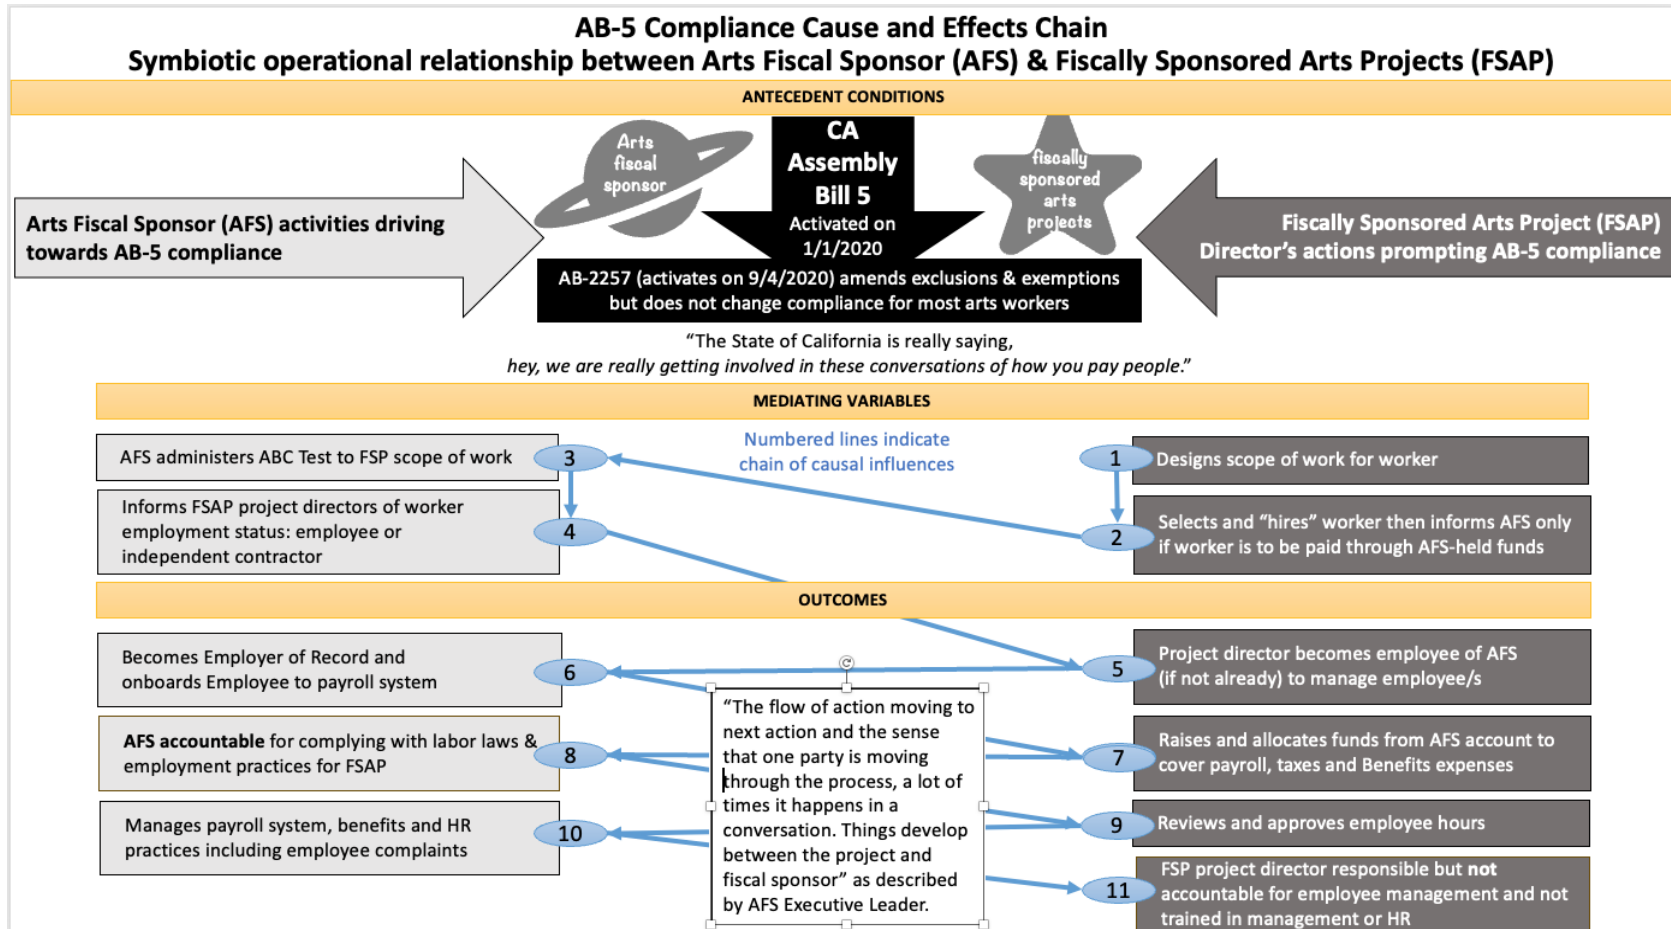 AB-5 Compliance Cause and Effects Chain
Symbiotic operational relationship between Arts Fiscal Sponsor (AFS) & Fiscally Sponsored Arts Projects (FSAP)
ANTECEDENT CONDITIONS
Arts Fiscal Sponsor (AFS) activities driving
towards AB-5 compliance
Arts
fiscal
sponsor
CA
Assembly
Bill 5
Activated on
1/1/2020
fiscally
sponsored
arts
projects
Fiscally Sponsored Arts Project (FSAP)
Director's actions prompting AB-5 compliance
AB-2257 (activates on 9/4/2020) amends exclusions & exemptions
but does not change compliance for most arts workers
“The State of California is really saying,
hey, we are really getting involved in these conversations of how you pay people.”
MEDIATING VARIABLES
AFS administers ABC Test to FSP scope of work
3
Numbered lines indicate
chain of causal influences
1
Designs scope of work for worker
Informs FSAP project directors of worker
employment status: employee or
independent contractor
4
2
Selects and “hires” worker then informs AFS only
if worker is to be paid through AFS-held funds
OUTCOMES
Becomes Employer of Record and
onboards Employee to payroll system
6
5
Project director becomes employee of AFS
(if not already) to manage employee/s
AFS accountable for complying with labor laws &
employment practices for FSAP
8
7
Raises and allocates funds from AFS account to
cover payroll, taxes and Benefits expenses
Manages payroll system, benefits and HR
practices including employee complaints
10
9
Reviews and approves employee hours
“The flow of action moving to
next action and the sense
that one party is moving
through the process, a lot of
times it happens in a
conversation. Things develop
between the project and
fiscal sponsor” as described
by AFS Executive Leader.
11
FSP project director responsible but not
accountable for employee management and not
trained in management or HR